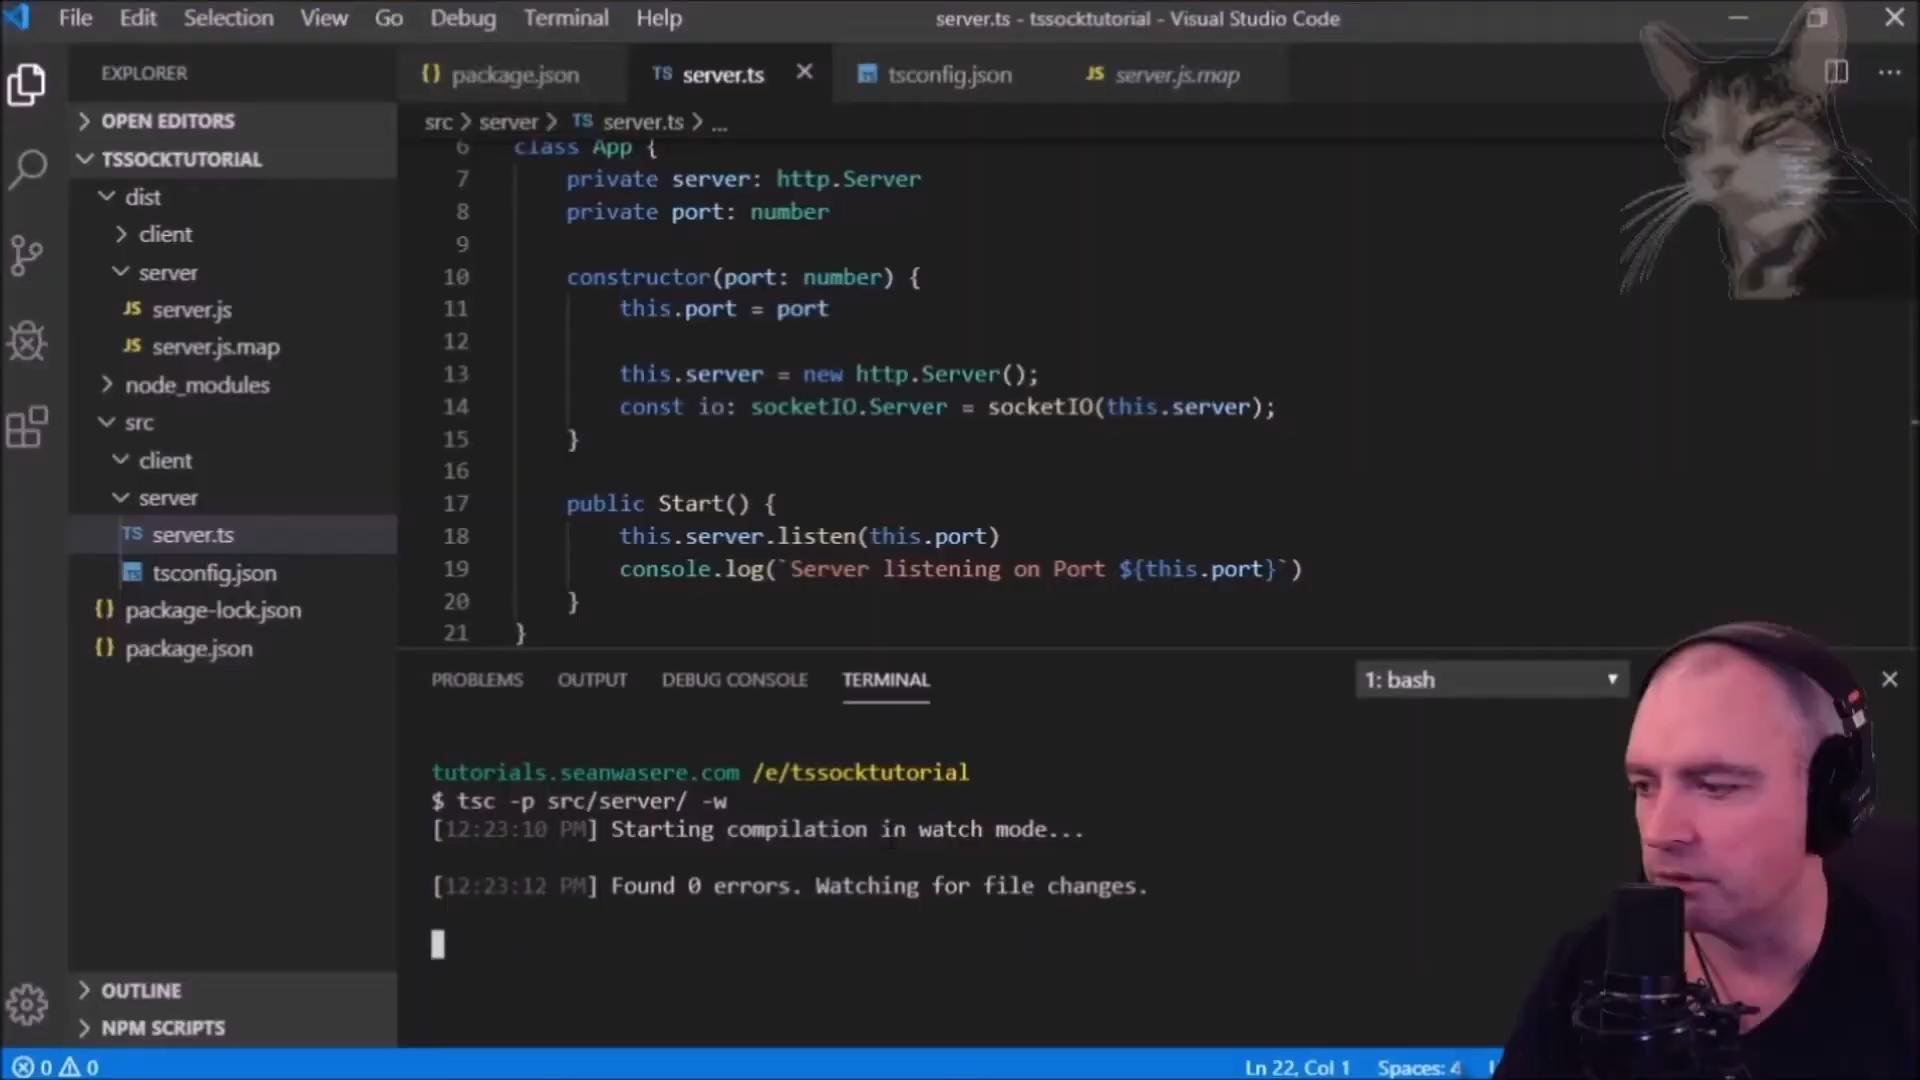 File Edit Selection View Go Debug Terminal Help
server.ts - tssocktutorial - Visual Studio Code
EXPLORER
OPEN EDITORS
TSSOCKTUTORIAL
dist
client
server
JS server.js
JS server.js.map
node_modules
src
client
server
TS server.ts
tsconfig.json
{} package-lock.json
{} package.json
OUTLINE
NPM SCRIPTS
{} package.json
TS server.ts
tsconfig.json
JS server.js.map
src > server > TS server.ts > ...
6 class App {
7 private server: http.Server
8 private port: number
9
10 constructor(port: number) {
11 this.port = port
12
13 this.server = new http.Server();
14 const io: socketIO.Server = socketIO(this.server);
15 }
16
17 public Start() {
18 this.server.listen(this.port)
19 console.log(`Server listening on Port ${this.port}`)
20 }
21 }
PROBLEMS OUTPUT DEBUG CONSOLE TERMINAL
1: bash
tutorials.seanwasere.com /e/tssocktutorial
$ tsc -p src/server/ -w
[12:23:10 PM] Starting compilation in watch mode...
[12:23:12 PM] Found 0 errors. Watching for file changes.
0 0
Ln 22, Col 1 Spaces: 4